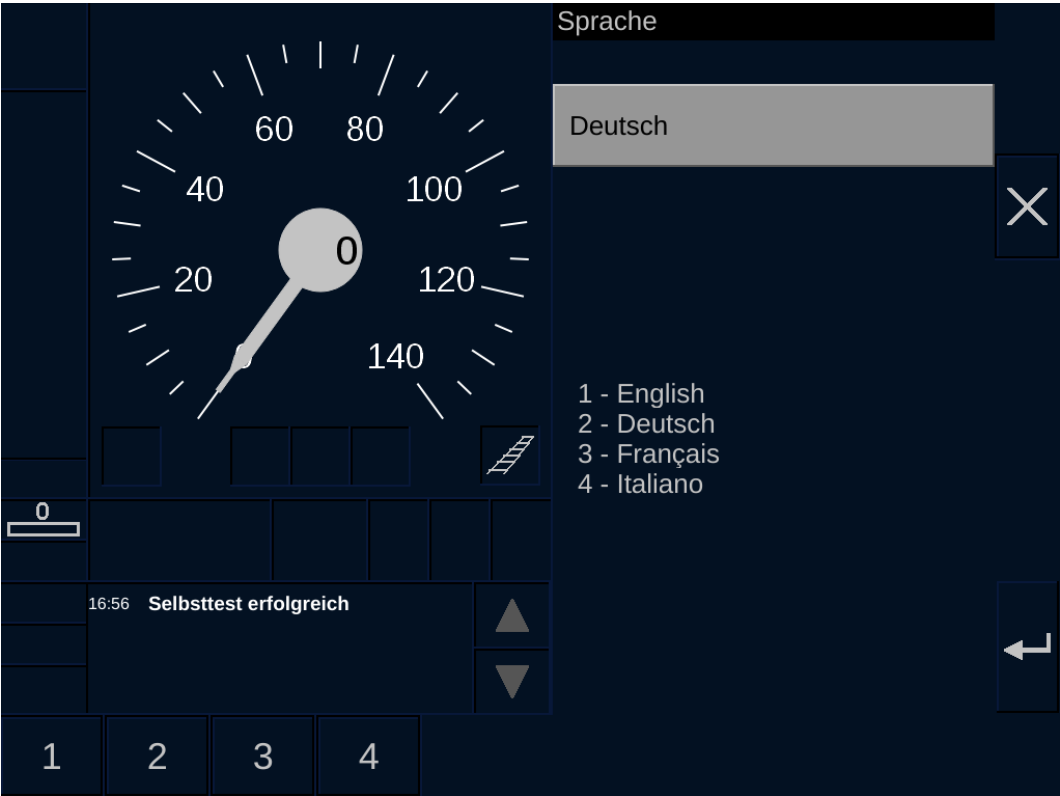 Sprache
Deutsch
60 80
40 100
0
20 120
0 140
1 - English
2 - Deutsch
3 - Français
4 - Italiano
0
16:56 Selbsttest erfolgreich
1 2 3 4